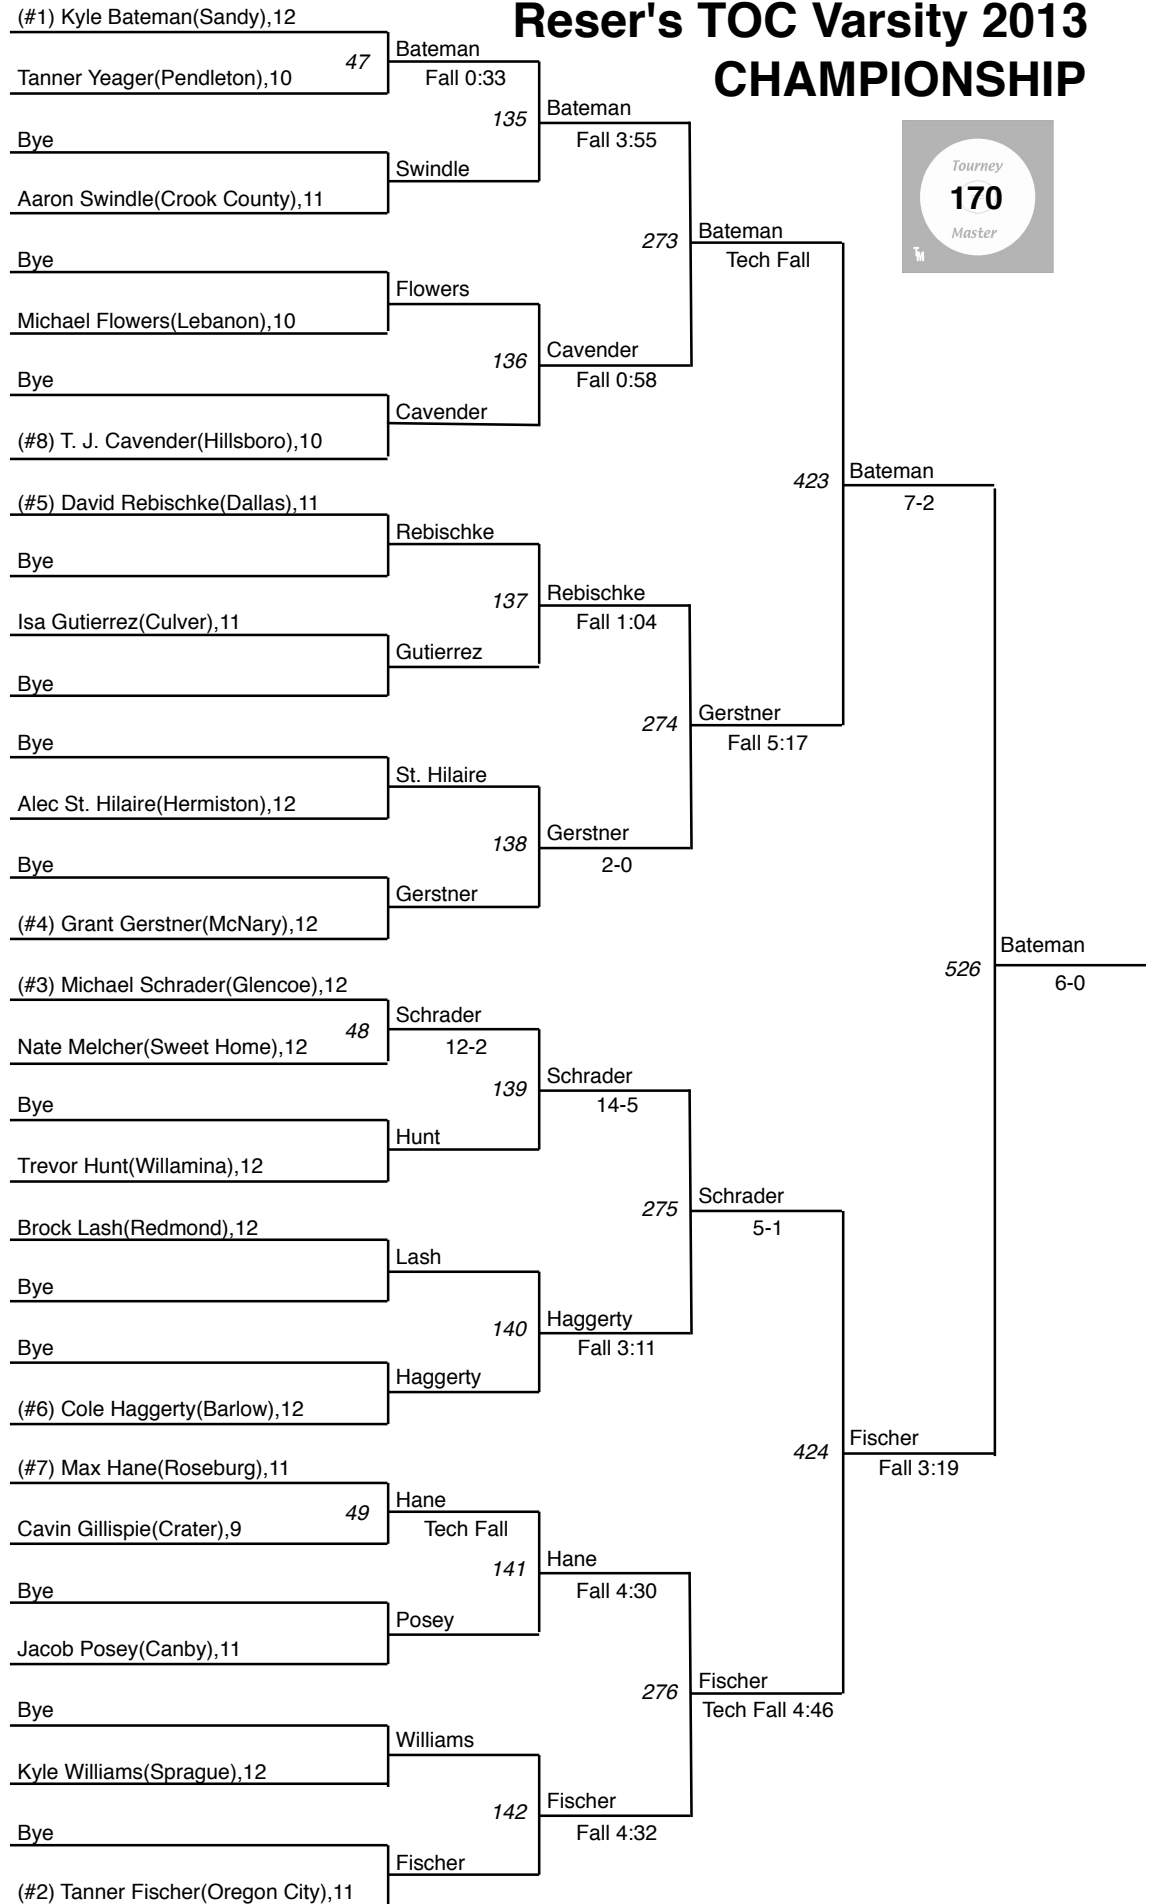 Reser's TOC Varsity 2013
CHAMPIONSHIP
Tourney
170
Master
TM
(#1) Kyle Bateman(Sandy),12
47
Tanner Yeager(Pendleton),10
Bye
Aaron Swindle(Crook County),11
Bye
Michael Flowers(Lebanon),10
Bye
(#8) T. J. Cavender(Hillsboro),10
(#5) David Rebischke(Dallas),11
Bye
Isa Gutierrez(Culver),11
Bye
Bye
Alec St. Hilaire(Hermiston),12
Bye
(#4) Grant Gerstner(McNary),12
(#3) Michael Schrader(Glencoe),12
48
Nate Melcher(Sweet Home),12
Bye
Trevor Hunt(Willamina),12
Brock Lash(Redmond),12
Bye
Bye
(#6) Cole Haggerty(Barlow),12
(#7) Max Hane(Roseburg),11
49
Cavin Gillispie(Crater),9
Bye
Jacob Posey(Canby),11
Bye
Kyle Williams(Sprague),12
Bye
(#2) Tanner Fischer(Oregon City),11
Bateman
Fall 0:33
135
Swindle
Flowers
136
Cavender
Rebischke
137
Gutierrez
St. Hilaire
138
Gerstner
Schrader
12-2
139
Hunt
Lash
140
Haggerty
Hane
Tech Fall
141
Posey
Williams
142
Fischer
Bateman
Fall 3:55
273
Cavender
Fall 0:58
Rebischke
Fall 1:04
274
Gerstner
2-0
Schrader
14-5
275
Haggerty
Fall 3:11
Hane
Fall 4:30
276
Fischer
Fall 4:32
Bateman
Tech Fall
423
Gerstner
Fall 5:17
Schrader
5-1
424
Fischer
Tech Fall 4:46
Bateman
7-2
526
Fischer
Fall 3:19
Bateman
6-0